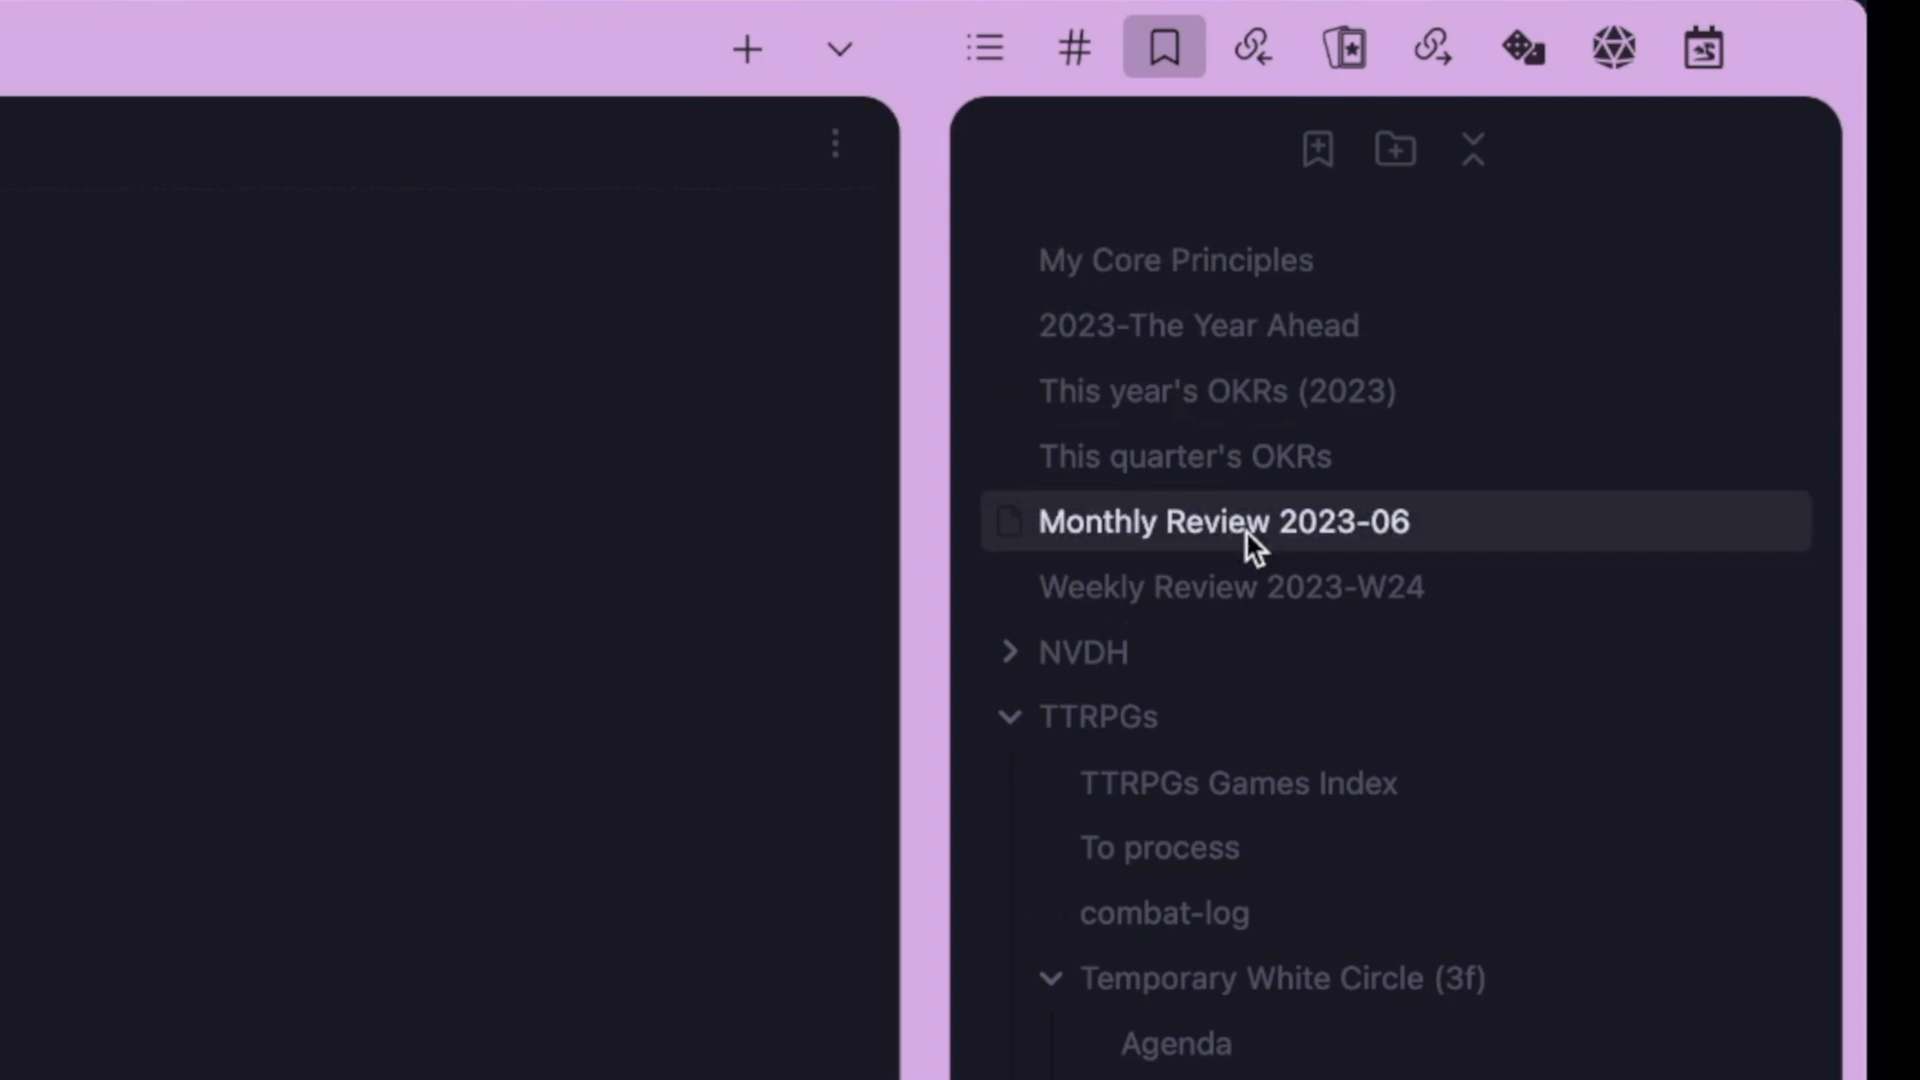 My Core Principles
2023-The Year Ahead
This year's OKRs (2023)
This quarter's OKRs
Monthly Review 2023-06
Weekly Review 2023-W24
NVDH
TTRPGs
TTRPGs Games Index
To process
combat-log
Temporary White Circle (3f)
Agenda